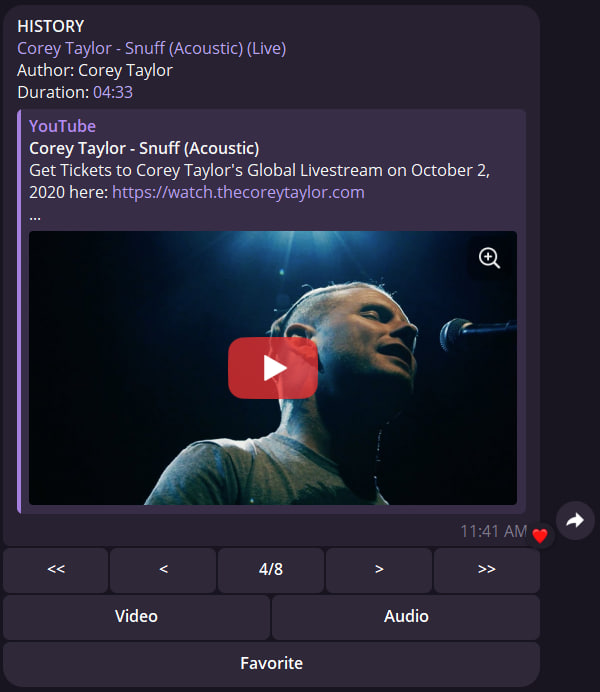 HISTORY
Corey Taylor - Snuff (Acoustic) (Live)
Author: Corey Taylor
Duration: 04:33
YouTube
Corey Taylor - Snuff (Acoustic)
Get Tickets to Corey Taylor's Global Livestream on October 2,
2020 here: https://watch.thecoreytaylor.com
...
11:41 AM
<< < 4/8 > >>
Video Audio
Favorite